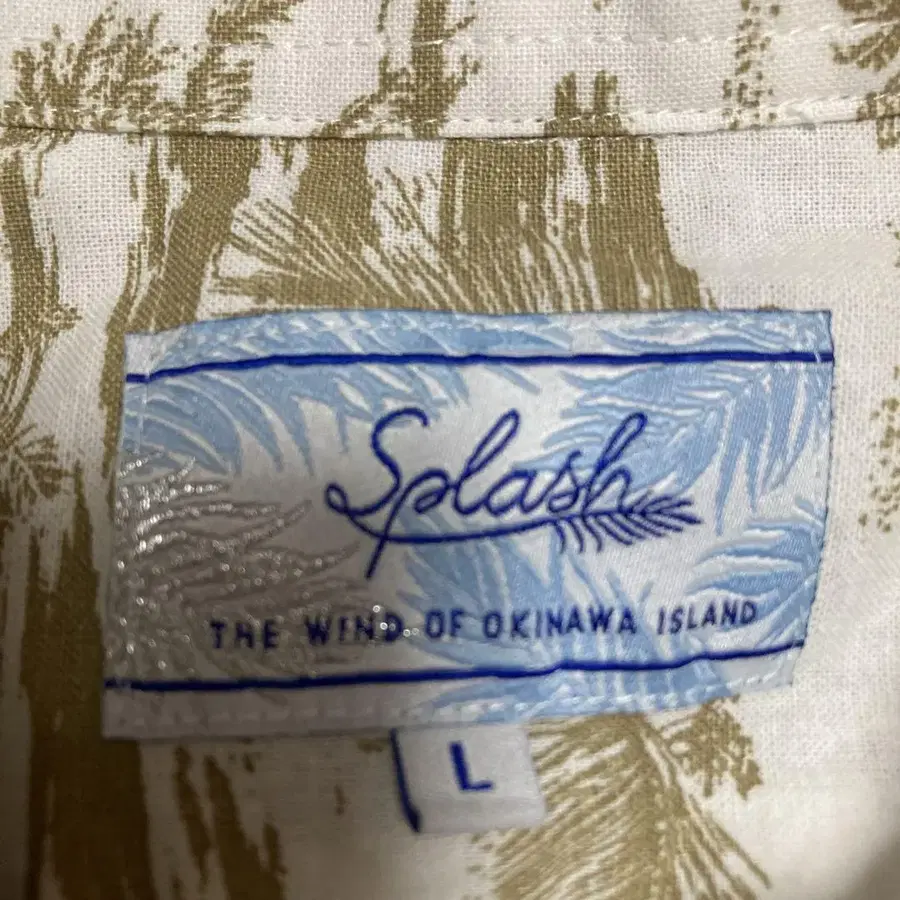 Splash
THE WIND OF OKINAWA ISLAND
L